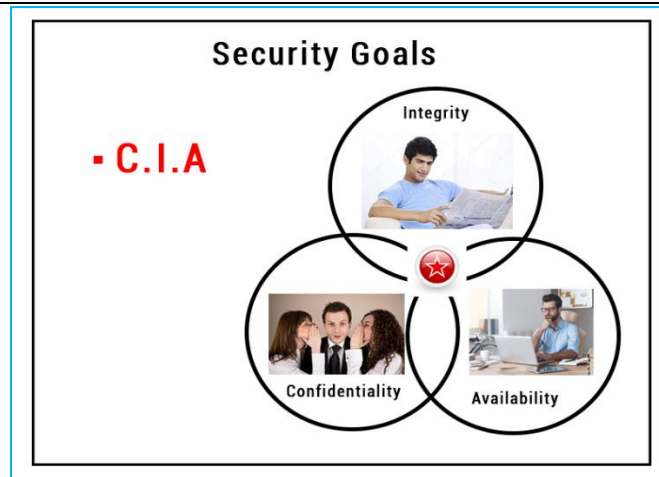 Security Goals
Integrity
▪ C.I.A
Confidentiality
Availability